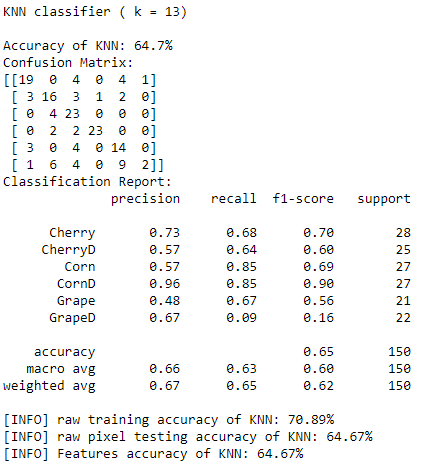 KNN classifier ( k = 13)
Accuracy of KNN: 64.7%
Confusion Matrix:
[[19  0  4  0  4  1]
 [ 3 16  3  1  2  0]
 [ 0  4 23  0  0  0]
 [ 0  2  2 23  0  0]
 [ 3  0  4  0 14  0]
 [ 1  6  4  0  9  2]]
Classification Report:
              precision    recall  f1-score   support
      Cherry       0.73      0.68      0.70        28
     CherryD       0.57      0.64      0.60        25
        Corn       0.57      0.85      0.69        27
       CornD       0.96      0.85      0.90        27
       Grape       0.48      0.67      0.56        21
      GrapeD       0.67      0.09      0.16        22
    accuracy                           0.65       150
   macro avg       0.66      0.63      0.60       150
weighted avg       0.67      0.65      0.62       150
[INFO] raw training accuracy of KNN: 70.89%
[INFO] raw pixel testing accuracy of KNN: 64.67%
[INFO] Features accuracy of KNN: 64.67%